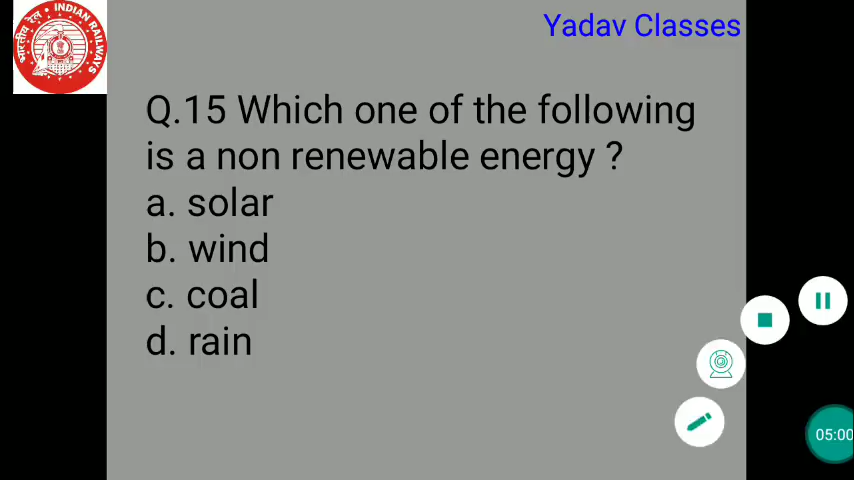 भारतीय रेल • INDIAN RAILWAYS
Yadav Classes
Q.15 Which one of the following
is a non renewable energy ?
a. solar
b. wind
c. coal
d. rain
05:00